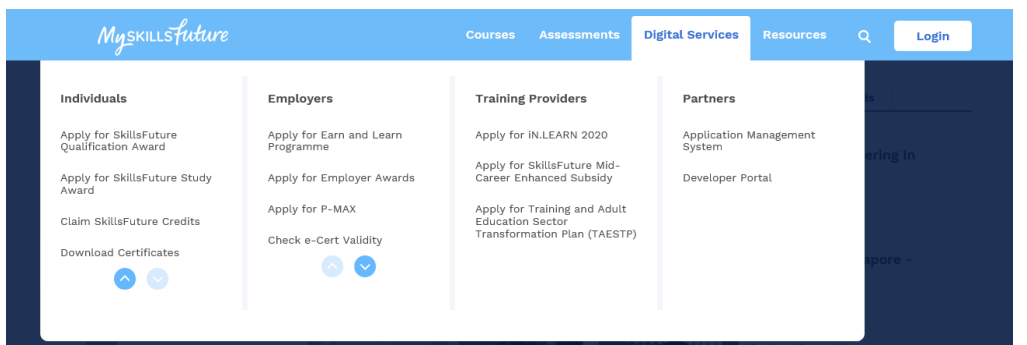 MySKILLSfuture
Courses
Assessments
Digital Services
Resources
Login
Individuals
Apply for SkillsFuture
Qualification Award
Apply for SkillsFuture Study
Award
Claim SkillsFuture Credits
Download Certificates
Employers
Apply for Earn and Learn
Programme
Apply for Employer Awards
Apply for P-MAX
Check e-Cert Validity
Training Providers
Apply for iN.LEARN 2020
Apply for SkillsFuture Mid-
Career Enhanced Subsidy
Apply for Training and Adult
Education Sector
Transformation Plan (TAESTP)
Partners
Application Management
System
Developer Portal
ering In
apore -